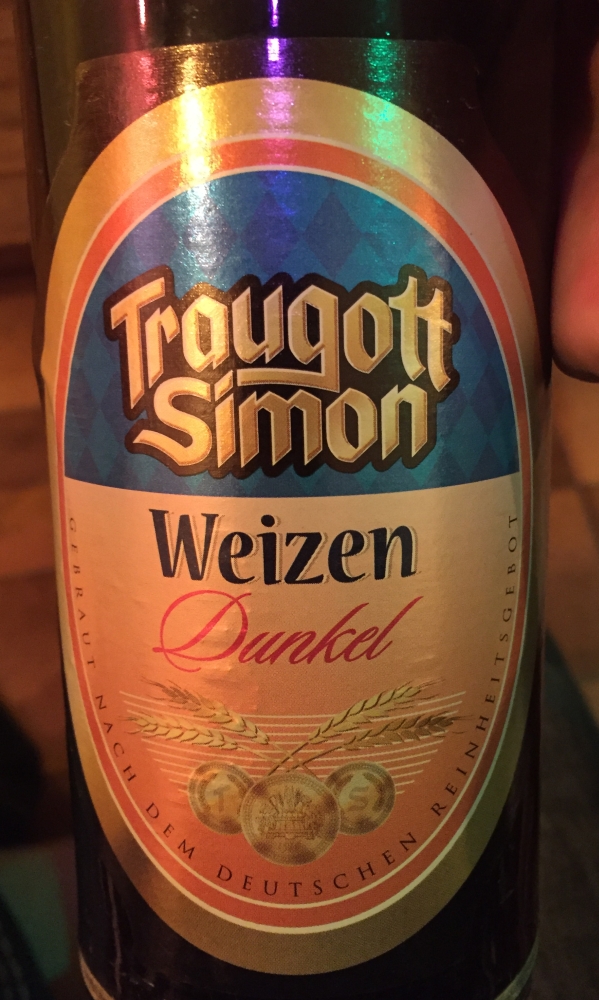 Traugott
Simon
Weizen
Dunkel
GEBRAUT NACH DEM DEUTSCHEN REINHEITSGEBOT
T S